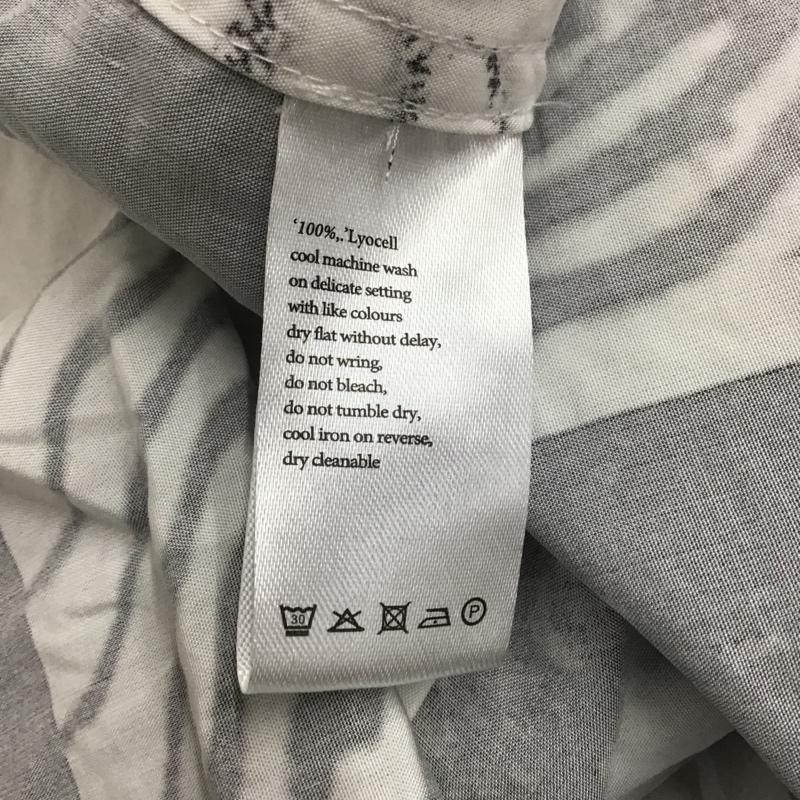 ‘100%,.’Lyocell
cool machine wash
on delicate setting
with like colours
dry flat without delay,
do not wring,
do not bleach,
do not tumble dry,
cool iron on reverse,
dry cleanable
30 P